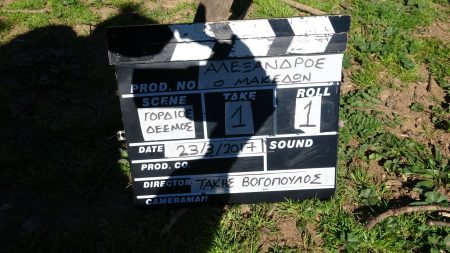 ΑΛΕΞΑΝΔΡΟΣ
PROD. NO Ο ΜΑΚΕΔΩΝ
SCENE TAKE ROLL
ΓΟΡΔΙΟΣ
ΔΕΣΜΟΣ 1 1
DATE 23/3/2017 SOUND
PROD. CO.
DIRECTOR ΤΑΚΗΣ ΒΟΓΟΠΟΥΛΟΣ
CAMERAMAN